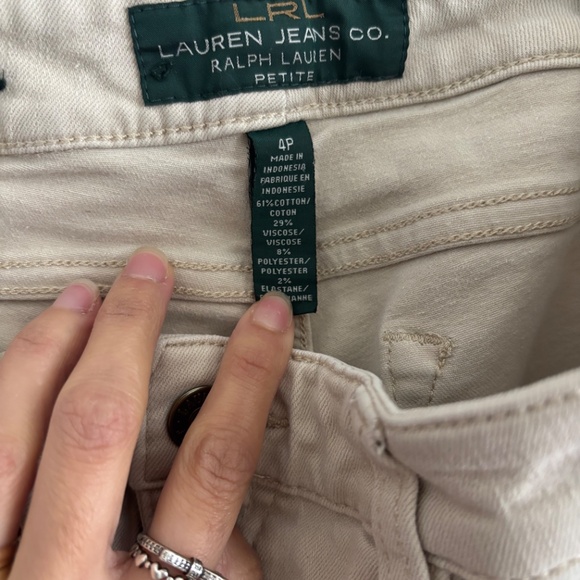 LRL
LAUREN JEANS CO.
RALPH LAUREN
PETITE
4P
MADE IN
INDONESIA
FABRIQUE EN
INDONESIE
61% COTTON/
COTON
29%
VISCOSE/
VISCOSE
8%
POLYESTER/
POLYESTER
2%
ELASTANE/